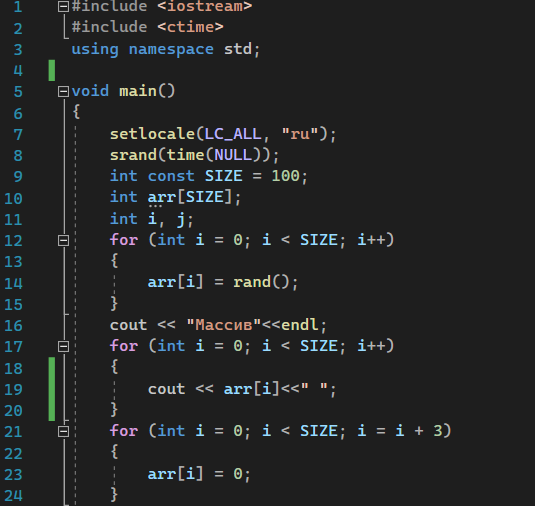 1 #include <iostream>
2 #include <ctime>
3 using namespace std;
4
5 void main()
6 {
7 setlocale(LC_ALL, "ru");
8 srand(time(NULL));
9 int const SIZE = 100;
10 int arr[SIZE];
11 int i, j;
12 for (int i = 0; i < SIZE; i++)
13 {
14 arr[i] = rand();
15 }
16 cout << "Массив"<<endl;
17 for (int i = 0; i < SIZE; i++)
18 {
19 cout << arr[i]<<" ";
20 }
21 for (int i = 0; i < SIZE; i = i + 3)
22 {
23 arr[i] = 0;
24 }